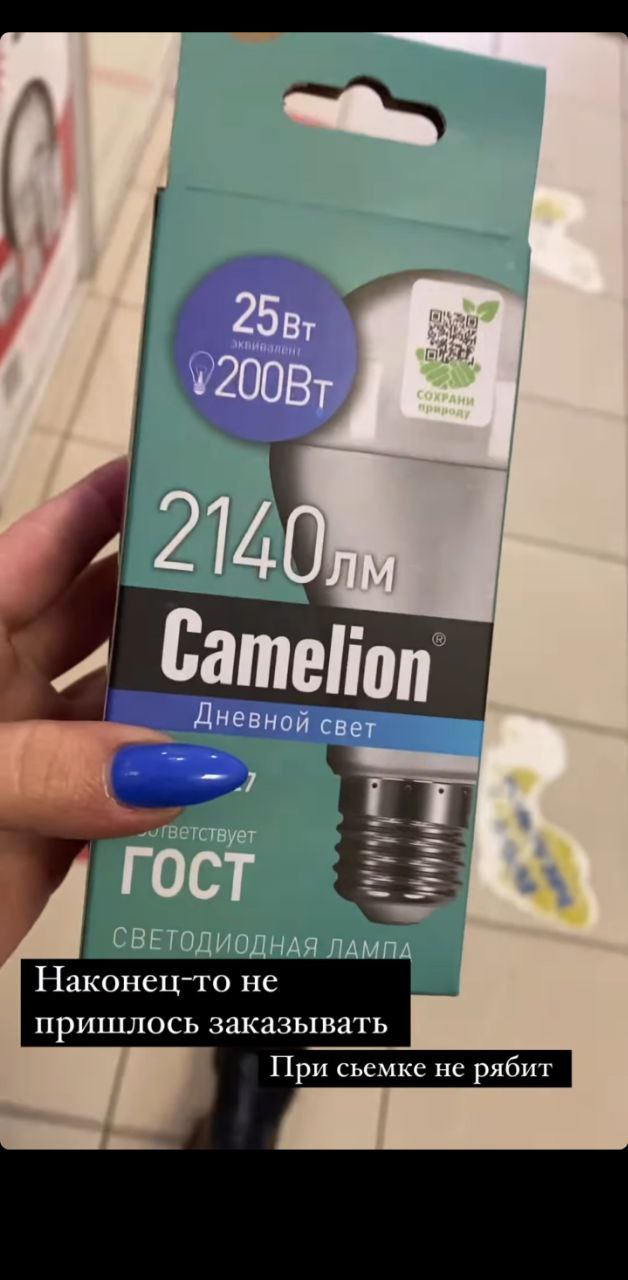 25Вт
эквивалент
200Вт
СОХРАНИ
природу
2140лм
Camelion®
Дневной свет
ГОСТ
СВЕТОДИОДНАЯ ЛАМПА
Наконец-то не
пришлось заказывать
При сьемке не рябит